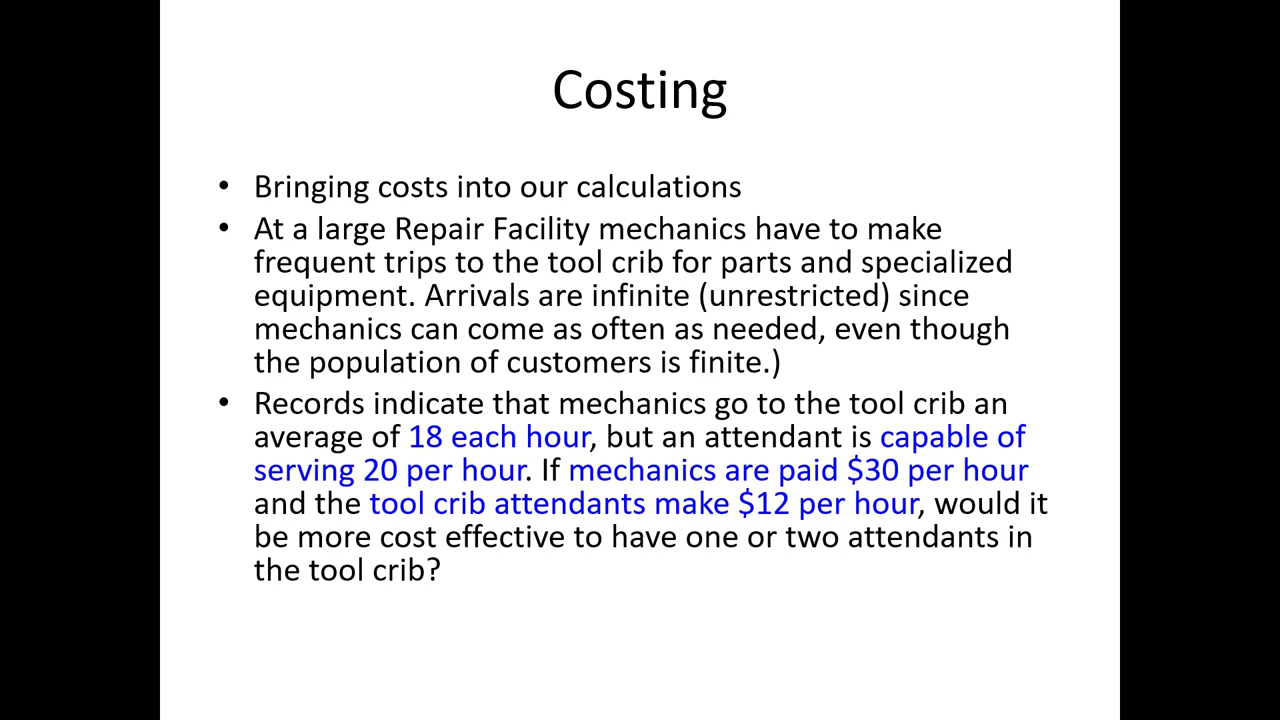 Costing
• Bringing costs into our calculations
• At a large Repair Facility mechanics have to make
frequent trips to the tool crib for parts and specialized
equipment. Arrivals are infinite (unrestricted) since
mechanics can come as often as needed, even though
the population of customers is finite.)
• Records indicate that mechanics go to the tool crib an
average of 18 each hour, but an attendant is capable of
serving 20 per hour. If mechanics are paid $30 per hour
and the tool crib attendants make $12 per hour, would it
be more cost effective to have one or two attendants in
the tool crib?